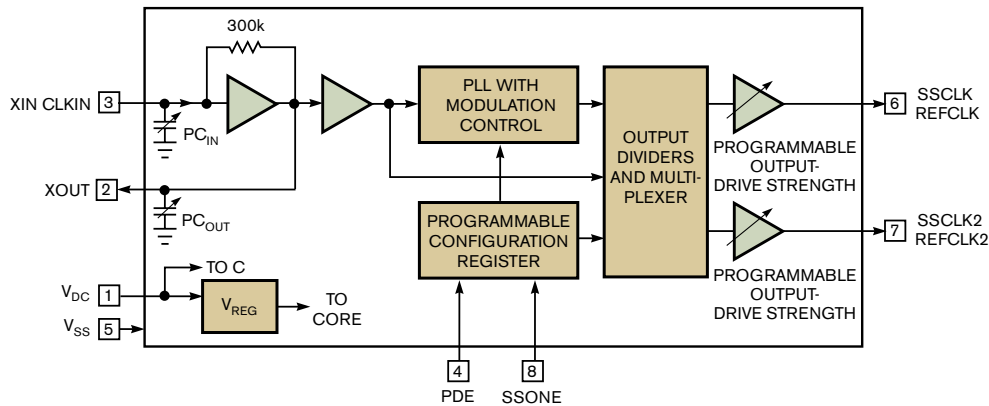 300k
XIN CLKIN 3
PC_IN
PLL WITH
MODULATION
CONTROL
OUTPUT
DIVIDERS
AND MULTI-
PLEXER
6 SSCLK
REFCLK
PROGRAMMABLE
OUTPUT-
DRIVE STRENGTH
XOUT 2
PC_OUT
PROGRAMMABLE
CONFIGURATION
REGISTER
7 SSCLK2
REFCLK2
PROGRAMMABLE
OUTPUT-
DRIVE STRENGTH
TO C
V_DC 1
V_REG
TO
CORE
V_SS 5
4
PDE
8
SSONE